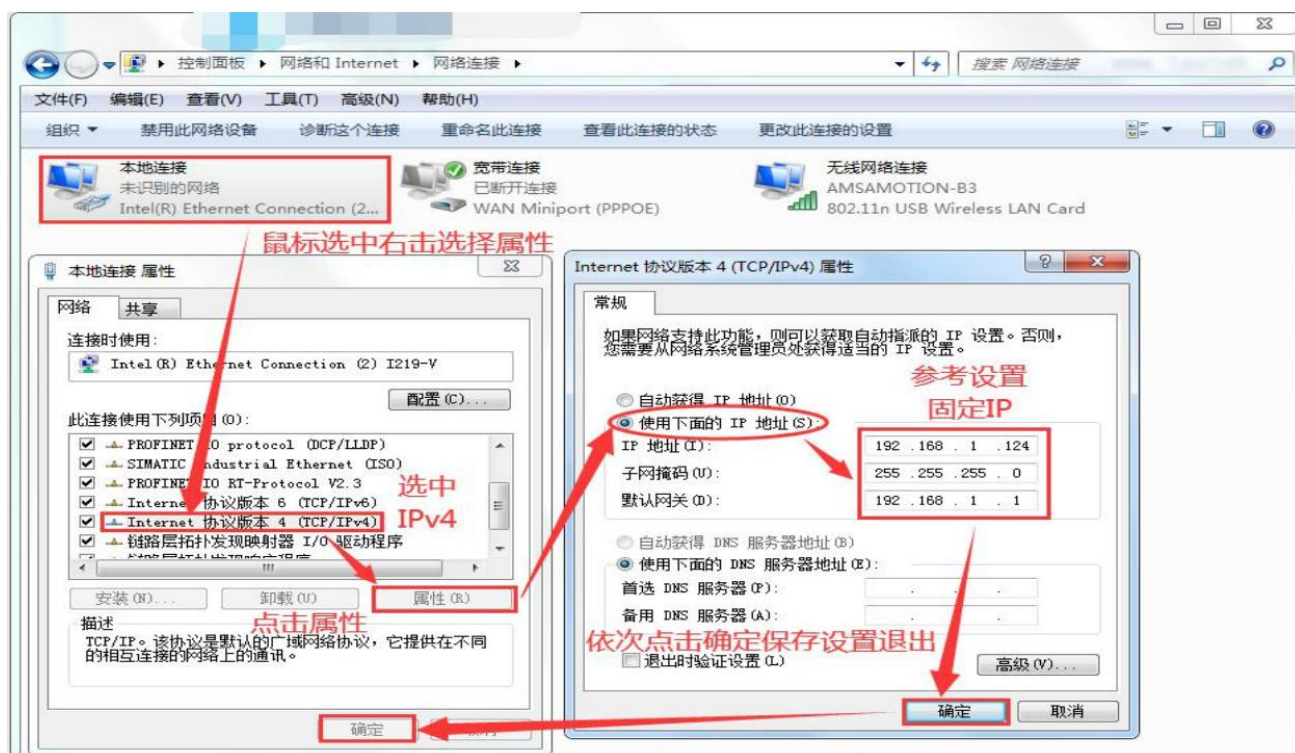 控制面板 ▸ 网络和 Internet ▸ 网络连接 ▸
搜索 网络连接
文件(F) 编辑(E) 查看(V) 工具(T) 高级(N) 帮助(H)
组织 禁用此网络设备 诊断这个连接 重命名此连接 查看此连接的状态 更改此连接的设置
本地连接
未识别的网络
Intel(R) Ethernet Connection (2...
宽带连接
已断开连接
WAN Miniport (PPPOE)
无线网络连接
AMSAMOTION-B3
802.11n USB Wireless LAN Card
鼠标选中右击选择属性
本地连接 属性
网络 共享
连接时使用:
Intel(R) Ethernet Connection (2) I219-V
配置(C)...
此连接使用下列项目(O):
PROFINET IO protocol (DCP/LLDP)
SIMATIC Industrial Ethernet (ISO)
PROFINET IO RT-Protocol V2.3
Internet 协议版本 6 (TCP/IPv6)
Internet 协议版本 4 (TCP/IPv4)
链路层拓扑发现映射器 I/O 驱动程序
选中
IPv4
安装(N)... 卸载(U) 属性(R)
点击属性
描述
TCP/IP。该协议是默认的广域网络协议,它提供在不同
的相互连接的网络上的通讯。
确定
Internet 协议版本 4 (TCP/IPv4) 属性
常规
如果网络支持此功能,则可以获取自动指派的 IP 设置。否则,
您需要从网络系统管理员处获得适当的 IP 设置。
参考设置
固定IP
自动获得 IP 地址(O)
使用下面的 IP 地址(S):
IP 地址(I): 192 .168 . 1 .124
子网掩码(U): 255 .255 .255 . 0
默认网关(D): 192 .168 . 1 . 1
自动获得 DNS 服务器地址(B)
使用下面的 DNS 服务器地址(E):
首选 DNS 服务器(P): . . .
备用 DNS 服务器(A): . . .
依次点击确定保存设置退出
退出时验证设置(L)
高级(V)...
确定 取消